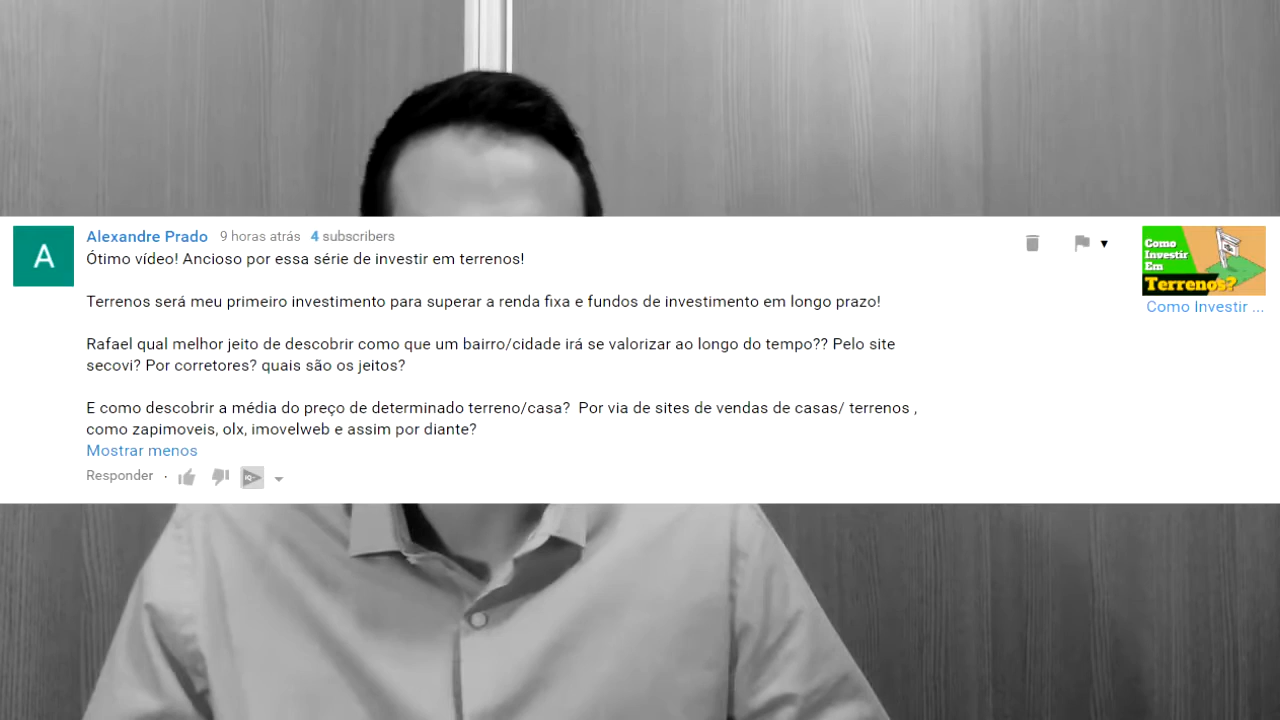 A
Alexandre Prado 9 horas atrás 4 subscribers
Ótimo vídeo! Ancioso por essa série de investir em terrenos!
Terrenos será meu primeiro investimento para superar a renda fixa e fundos de investimento em longo prazo!
Rafael qual melhor jeito de descobrir como que um bairro/cidade irá se valorizar ao longo do tempo?? Pelo site
secovi? Por corretores? quais são os jeitos?
E como descobrir a média do preço de determinado terreno/casa? Por via de sites de vendas de casas/ terrenos ,
como zapimoveis, olx, imovelweb e assim por diante?
Mostrar menos
Responder ·
Como
Investir
Em
Terrenos?
Como Investir ...